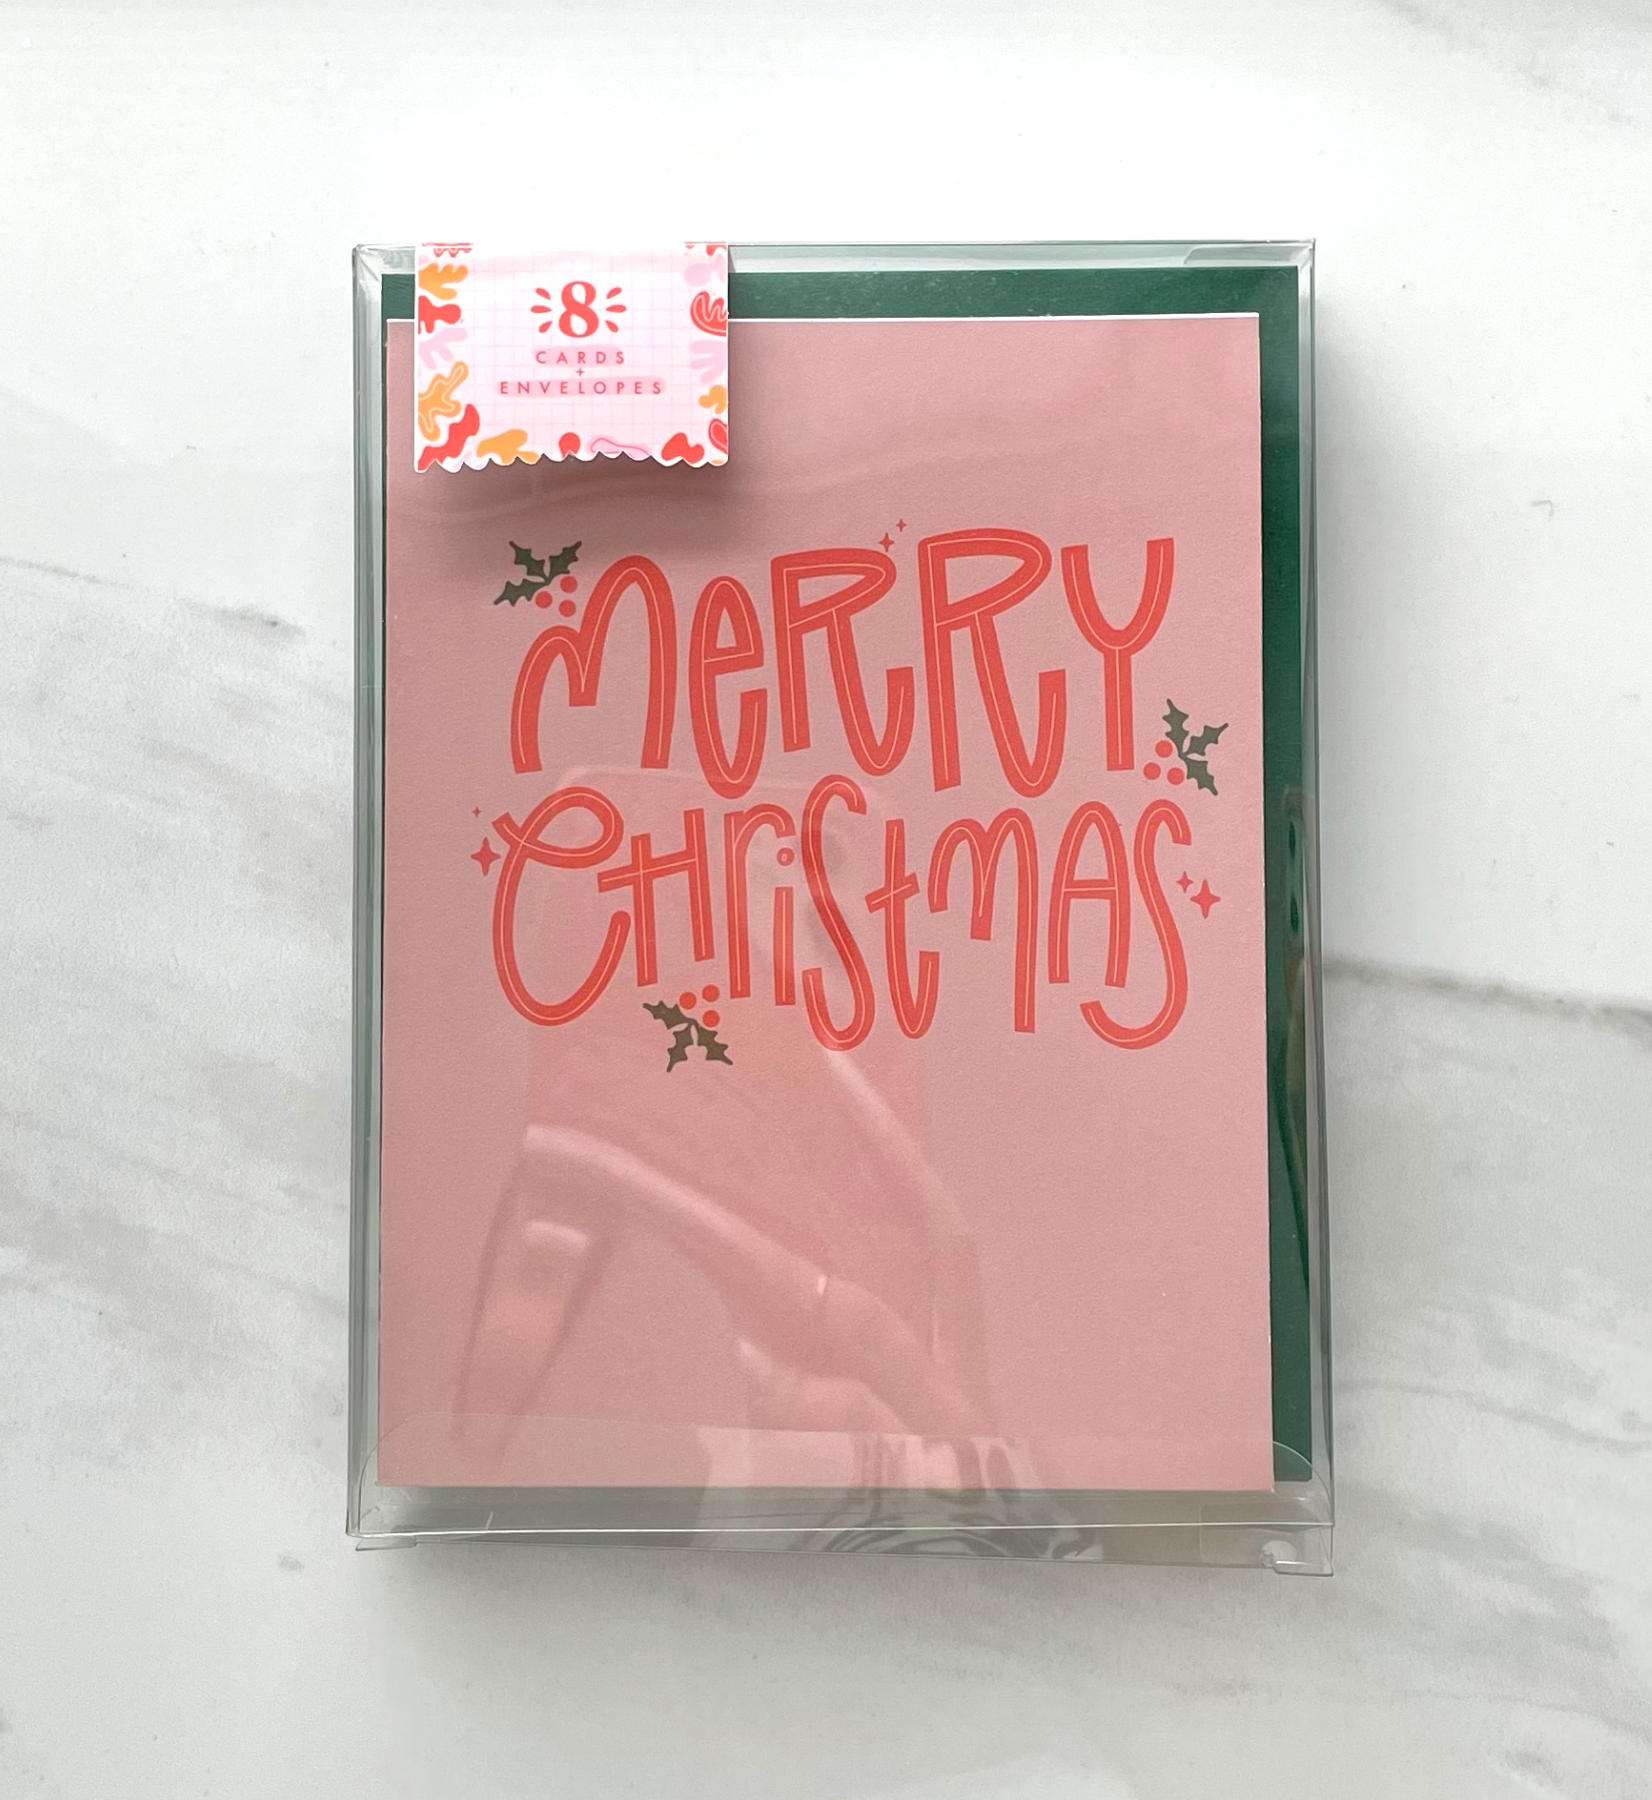 8
CARDS
+
ENVELOPES
MeRRY
CHriStMAS